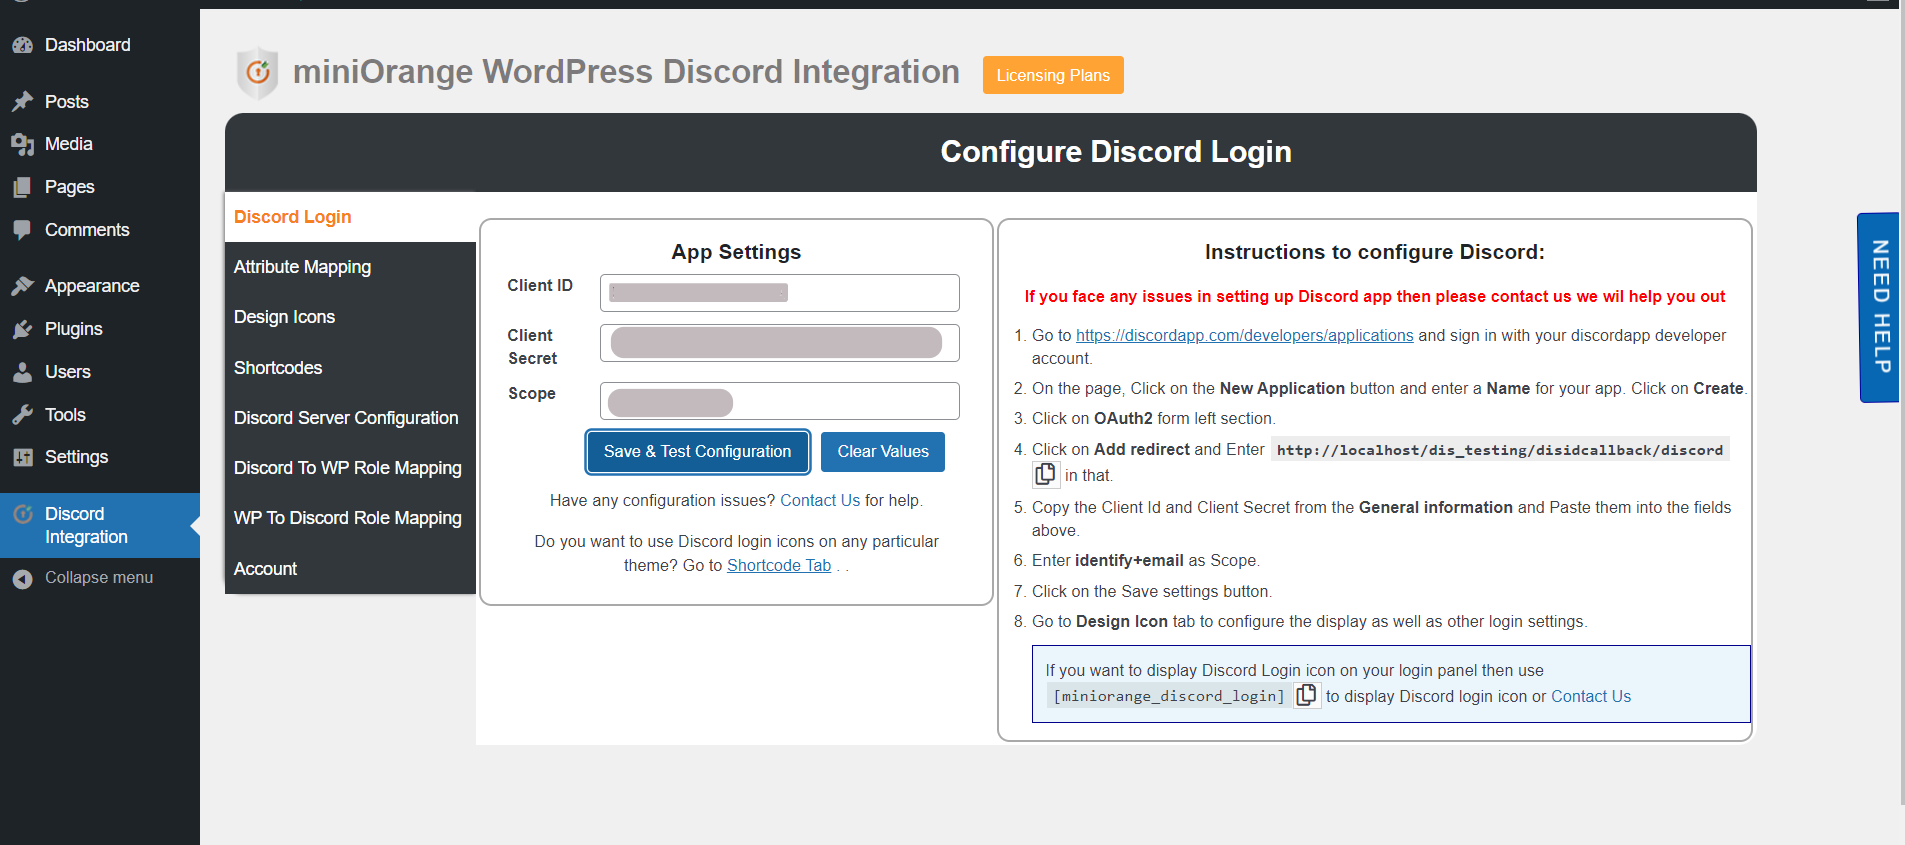 Dashboard
Posts
Media
Pages
Comments
Appearance
Plugins
Users
Tools
Settings
Discord
Integration
Collapse menu
miniOrange WordPress Discord Integration
Licensing Plans
Configure Discord Login
Discord Login
Attribute Mapping
Design Icons
Shortcodes
Discord Server Configuration
Discord To WP Role Mapping
WP To Discord Role Mapping
Account
App Settings
Client ID
Client
Secret
Scope
Save & Test Configuration
Clear Values
Have any configuration issues? Contact Us for help.
Do you want to use Discord login icons on any particular
theme? Go to Shortcode Tab . .
Instructions to configure Discord:
If you face any issues in setting up Discord app then please contact us we wil help you out
1. Go to https://discordapp.com/developers/applications and sign in with your discordapp developer
account.
2. On the page, Click on the New Application button and enter a Name for your app. Click on Create.
3. Click on OAuth2 form left section.
4. Click on Add redirect and Enter http://localhost/dis_testing/disidcallback/discord
in that.
5. Copy the Client Id and Client Secret from the General information and Paste them into the fields
above.
6. Enter identify+email as Scope.
7. Click on the Save settings button.
8. Go to Design Icon tab to configure the display as well as other login settings.
If you want to display Discord Login icon on your login panel then use
[miniorange_discord_login] to display Discord login icon or Contact Us
NEED HELP